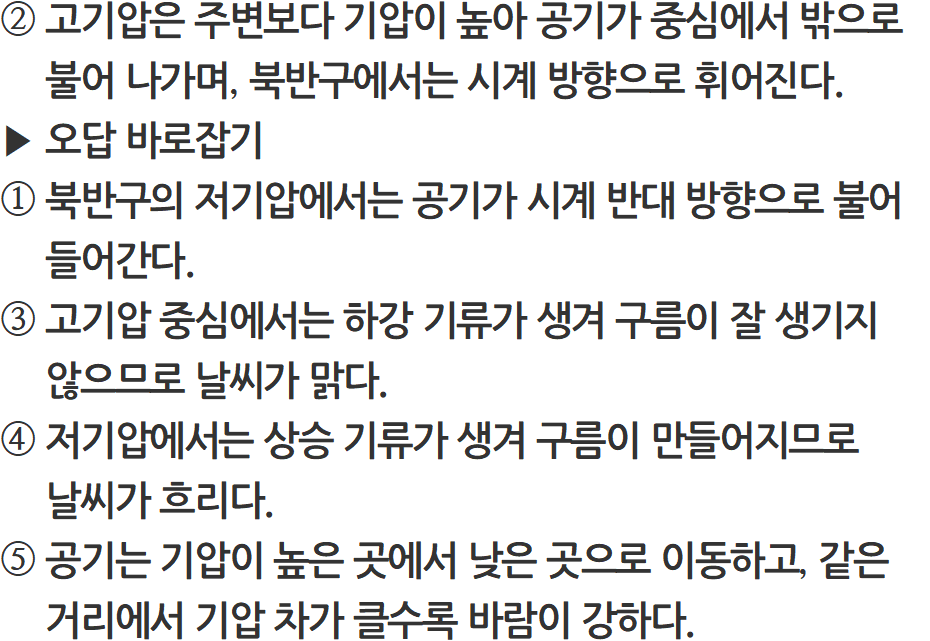 ② 고기압은 주변보다 기압이 높아 공기가 중심에서 밖으로
불어 나가며, 북반구에서는 시계 방향으로 휘어진다.
▶ 오답 바로잡기
① 북반구의 저기압에서는 공기가 시계 반대 방향으로 불어
들어간다.
③ 고기압 중심에서는 하강 기류가 생겨 구름이 잘 생기지
않으므로 날씨가 맑다.
④ 저기압에서는 상승 기류가 생겨 구름이 만들어지므로
날씨가 흐리다.
⑤ 공기는 기압이 높은 곳에서 낮은 곳으로 이동하고, 같은
거리에서 기압 차가 클수록 바람이 강하다.